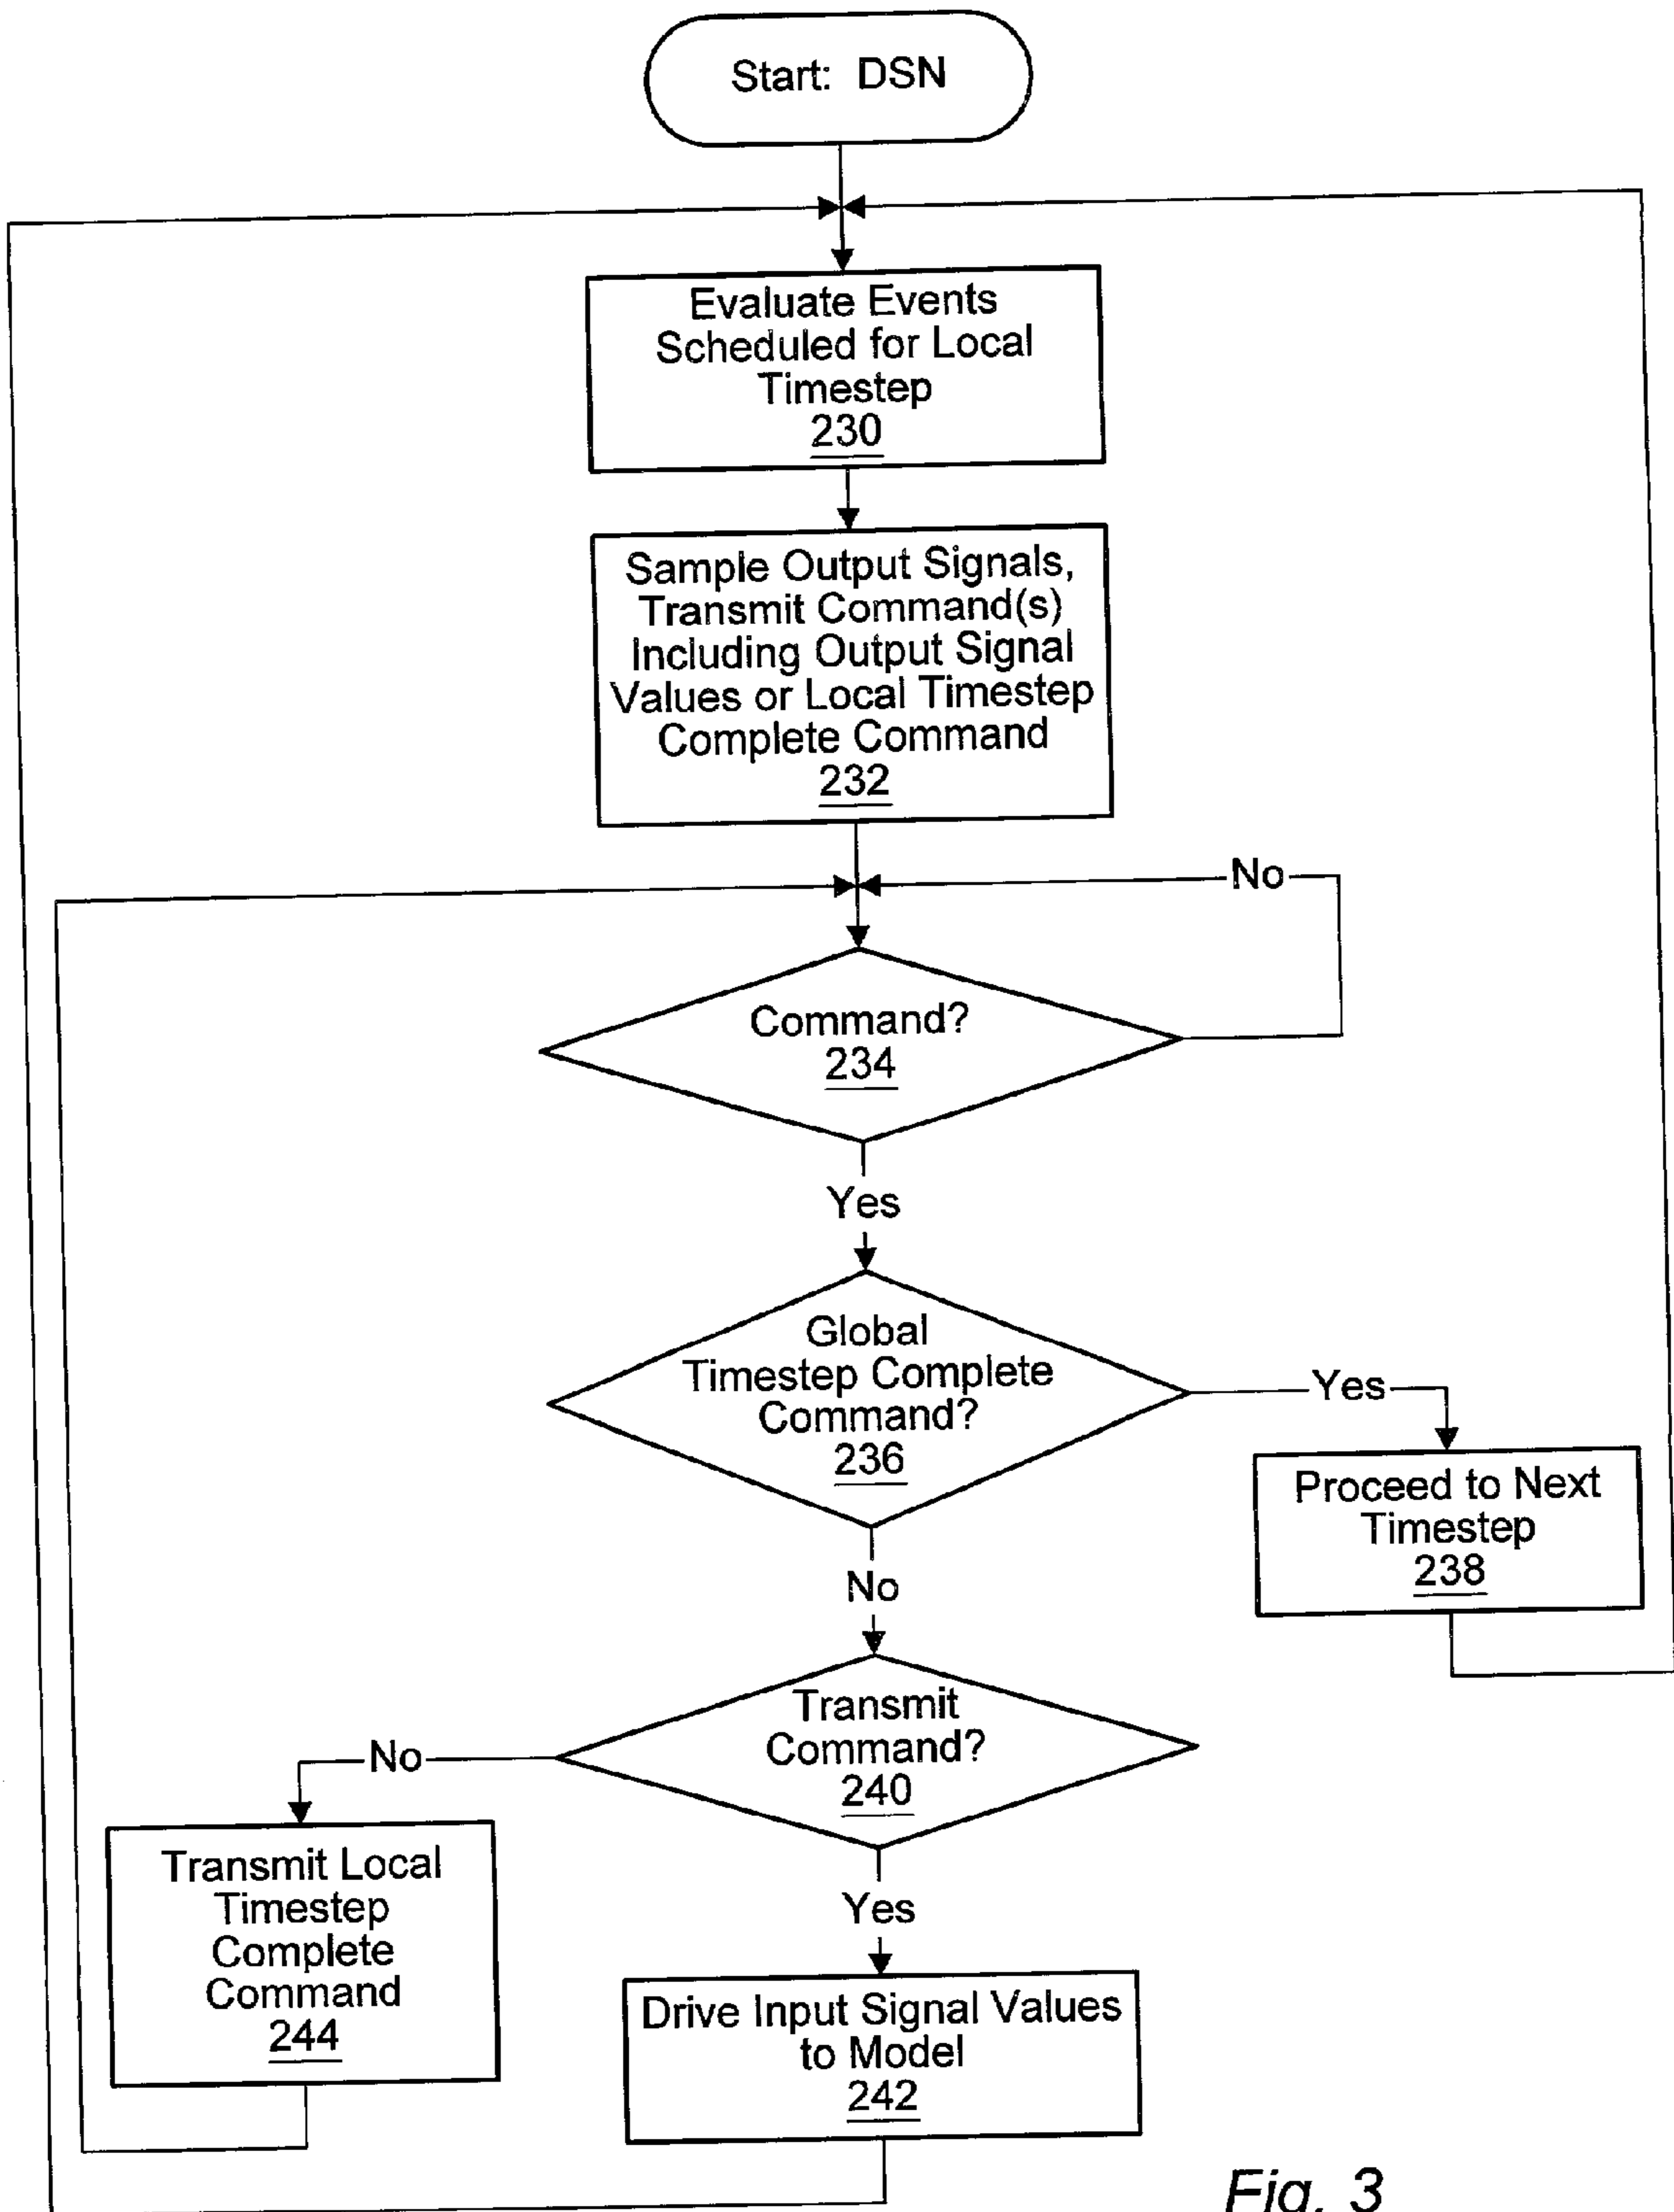 Start: DSN
Evaluate Events
Scheduled for Local
Timestep
230
Sample Output Signals,
Transmit Command(s)
Including Output Signal
Values or Local Timestep
Complete Command
232
No
Command?
234
Yes
Global
Timestep Complete
Command?
236
Yes
Proceed to Next
Timestep
238
No
Transmit
Command?
240
No
Transmit Local
Timestep
Complete
Command
244
Yes
Drive Input Signal Values
to Model
242
Fig. 3